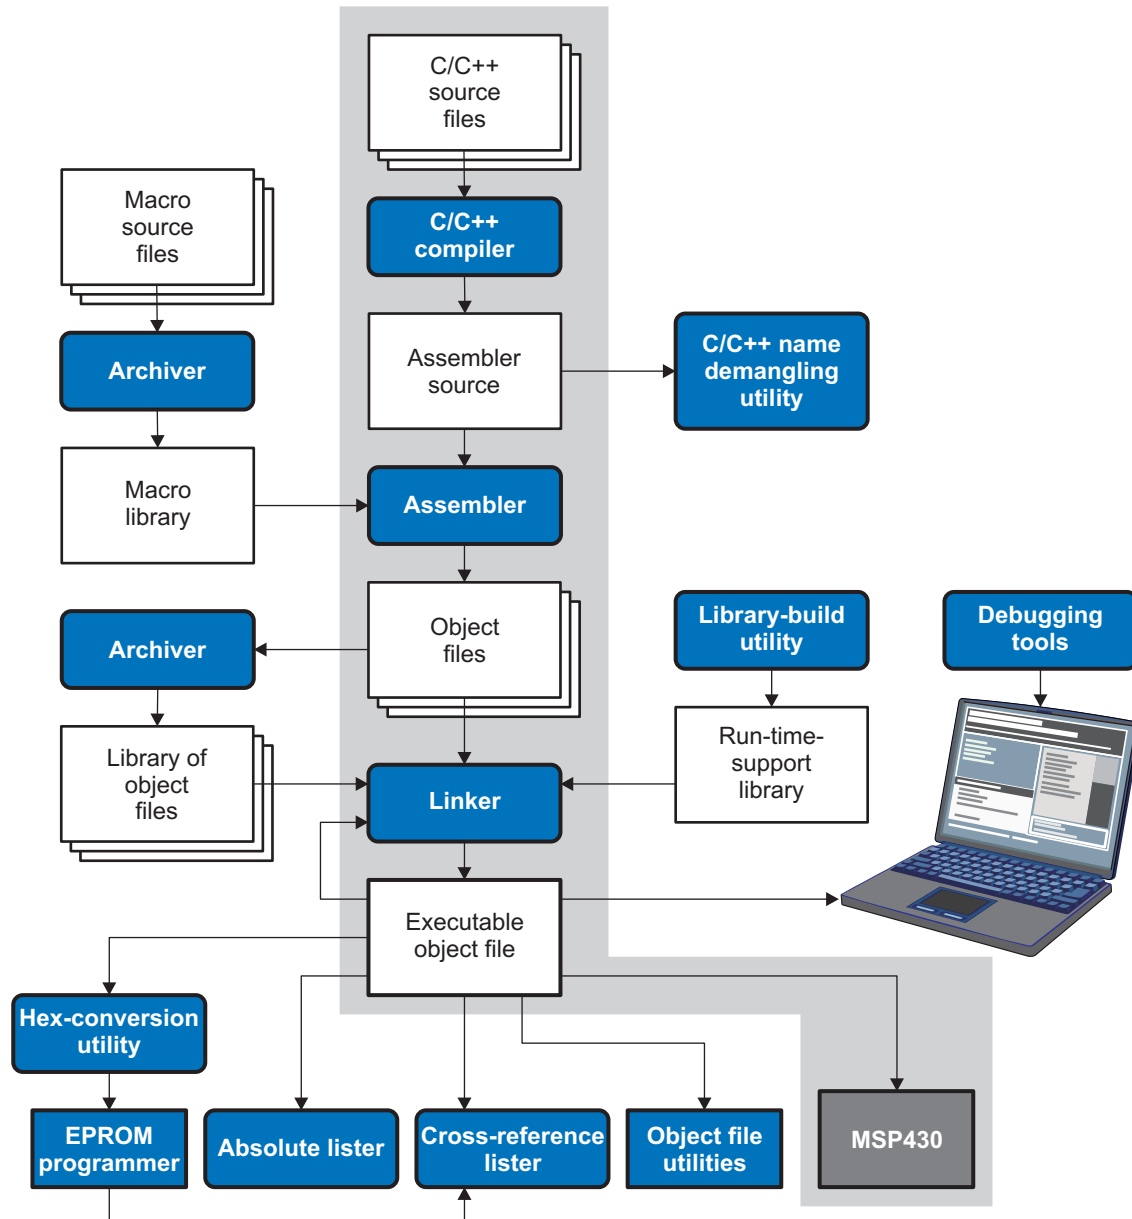 C/C++
source
files
Macro
source
files
C/C++
compiler
Archiver
Assembler
source
C/C++ name
demangling
utility
Macro
library
Assembler
Archiver
Object
files
Library-build
utility
Debugging
tools
Library of
object
files
Linker
Run-time-
support
library
Executable
object file
Hex-conversion
utility
EPROM
programmer
Absolute lister
Cross-reference
lister
Object file
utilities
MSP430